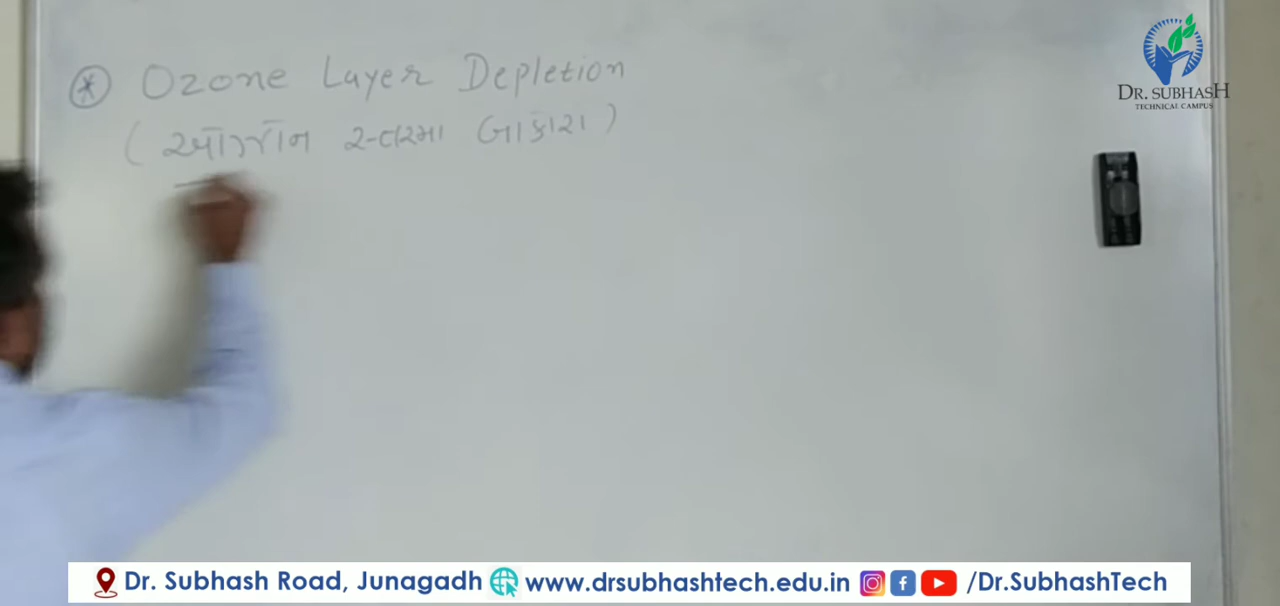 * Ozone Layer Depletion
(ઓઝોન સ્તરમા બાકોરા)
DR. SUBHASH
TECHNICAL CAMPUS
Dr. Subhash Road, Junagadh www.drsubhashtech.edu.in /Dr.SubhashTech